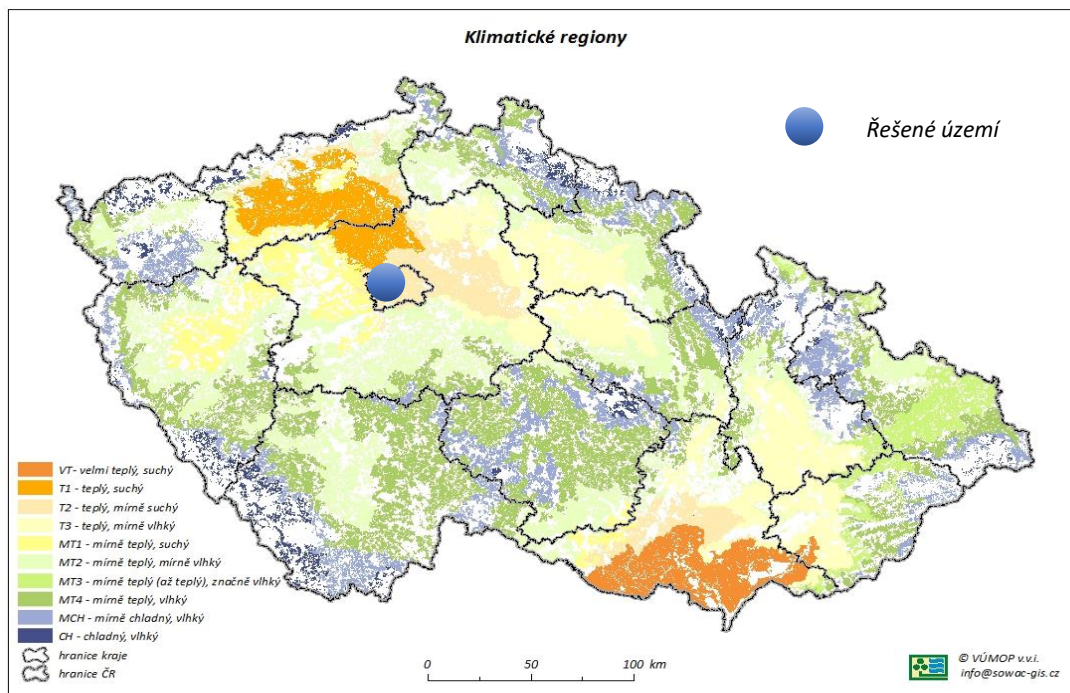 Klimatické regiony
Řešené území
VT- velmi teplý, suchý
T1 - teplý, suchý
T2 - teplý, mírně suchý
T3 - teplý, mírně vlhký
MT1 - mírně teplý, suchý
MT2 - mírně teplý, mírně vlhký
MT3 - mírně teplý (až teplý), značně vlhký
MT4 - mírně teplý, vlhký
MCH - mírně chladný, vlhký
CH - chladný, vlhký
hranice kraje
hranice ČR
0 50 100 km
© VÚMOP v.v.i.
info@sowac-gis.cz